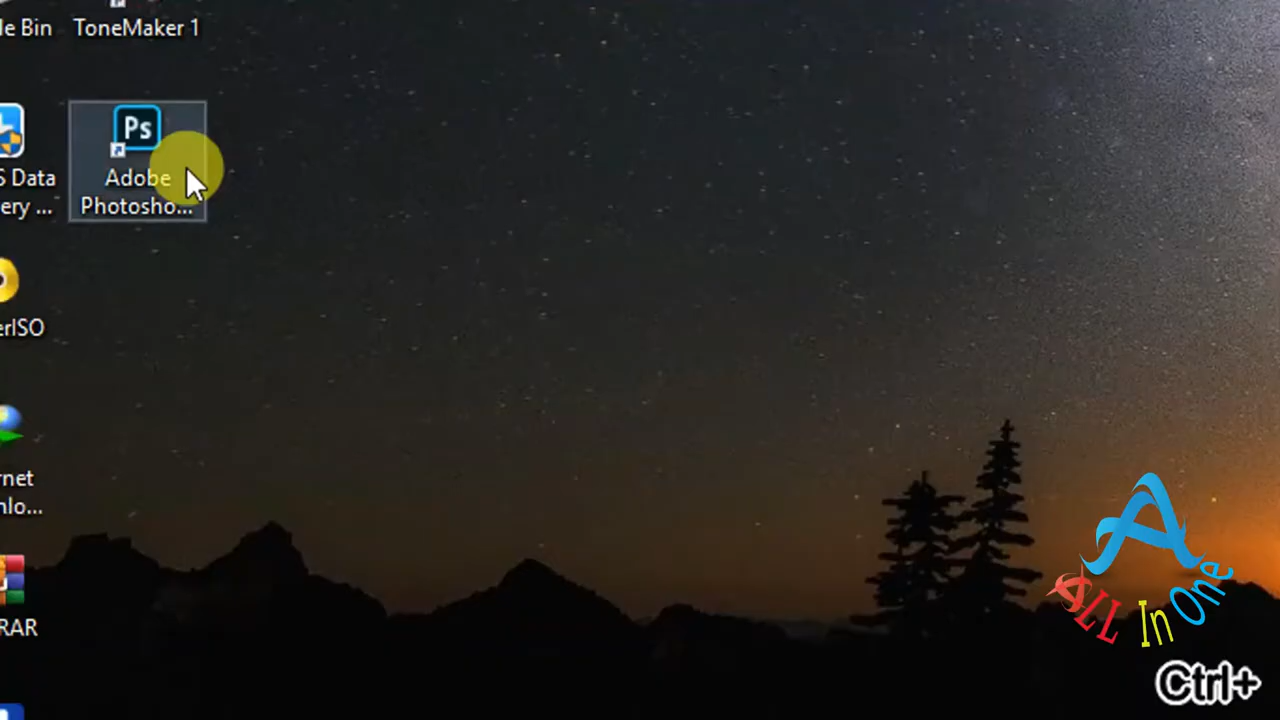 le Bin
ToneMaker 1
S Data
ery ...
Ps
Adobe
Photosho...
erISO
rnet
nlo...
RAR
A
ALL In One
Ctrl+